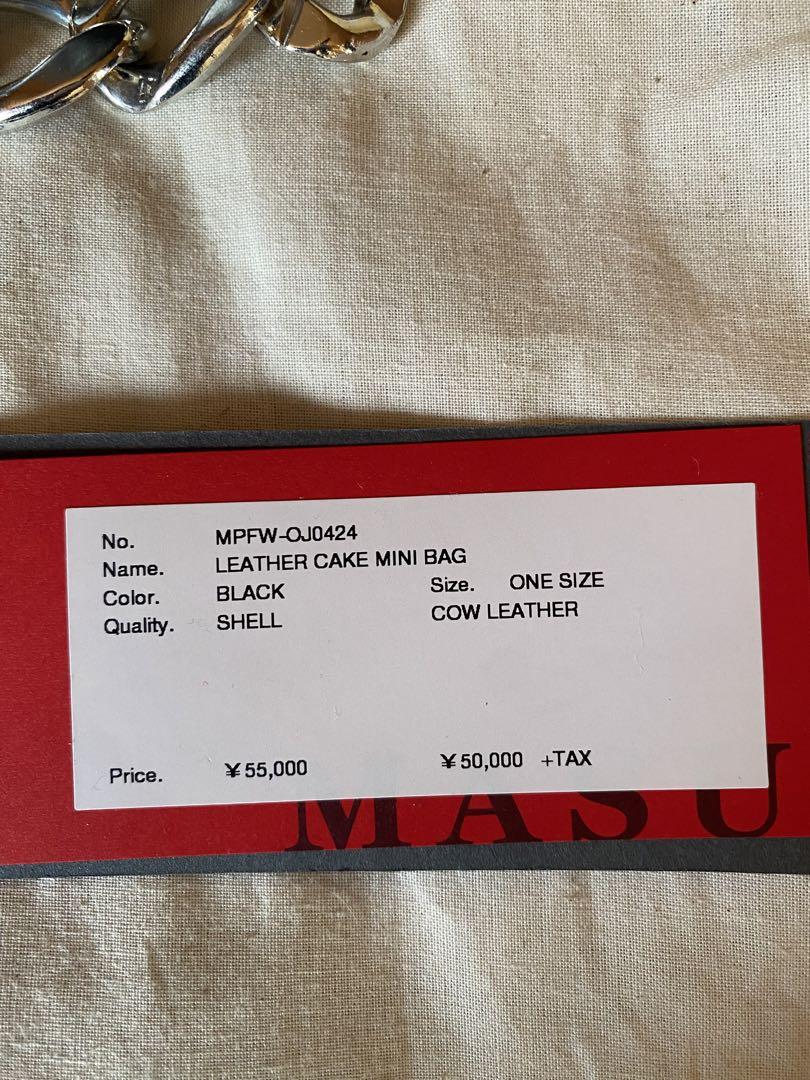 No. MPFW-OJ0424
Name. LEATHER CAKE MINI BAG
Color. BLACK Size. ONE SIZE
Quality. SHELL COW LEATHER
Price. ¥55,000 ¥50,000 +TAX
MASU